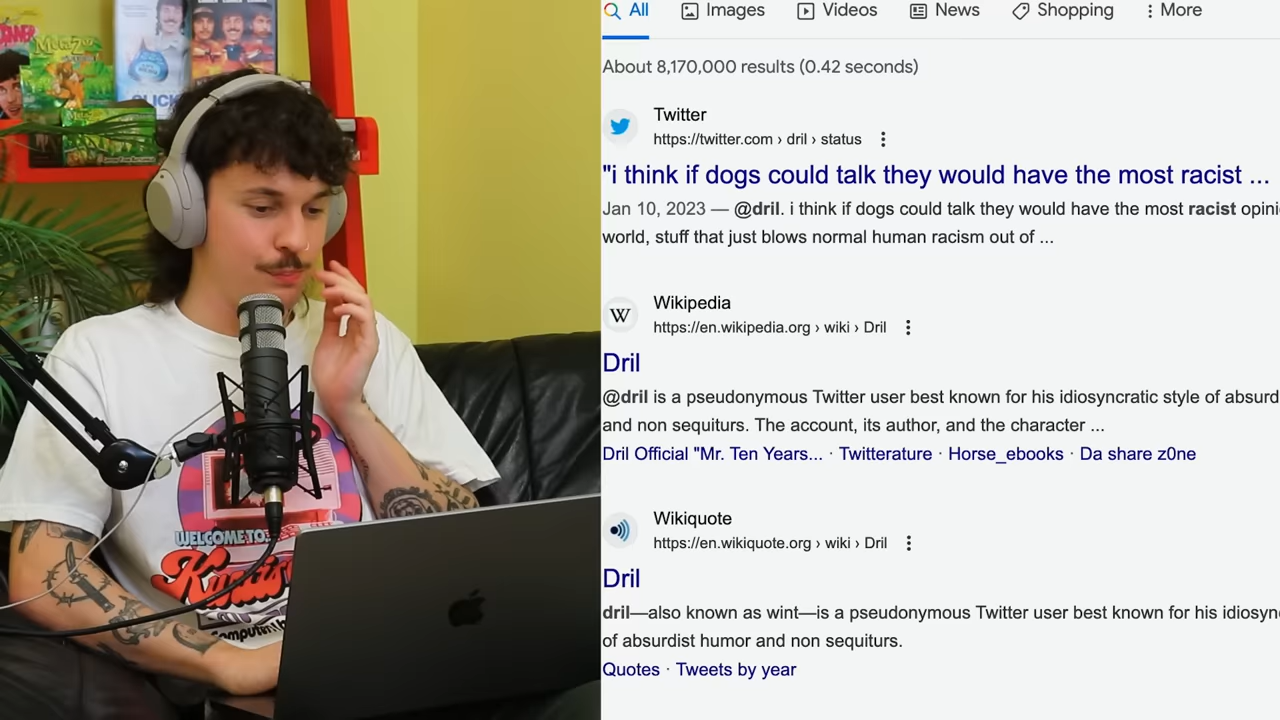 MutaZo
CLICK
WELCOME TO:
Kurtis
Computer
All
Images
Videos
News
Shopping
More
About 8,170,000 results (0.42 seconds)
Twitter
https://twitter.com › dril › status
"i think if dogs could talk they would have the most racist ...
Jan 10, 2023 — @dril. i think if dogs could talk they would have the most racist opini
world, stuff that just blows normal human racism out of ...
W
Wikipedia
https://en.wikipedia.org › wiki › Dril
Dril
@dril is a pseudonymous Twitter user best known for his idiosyncratic style of absurd
and non sequiturs. The account, its author, and the character ...
Dril Official "Mr. Ten Years... · Twitterature · Horse_ebooks · Da share z0ne
Wikiquote
https://en.wikiquote.org › wiki › Dril
Dril
dril—also known as wint—is a pseudonymous Twitter user best known for his idiosyn
of absurdist humor and non sequiturs.
Quotes · Tweets by year